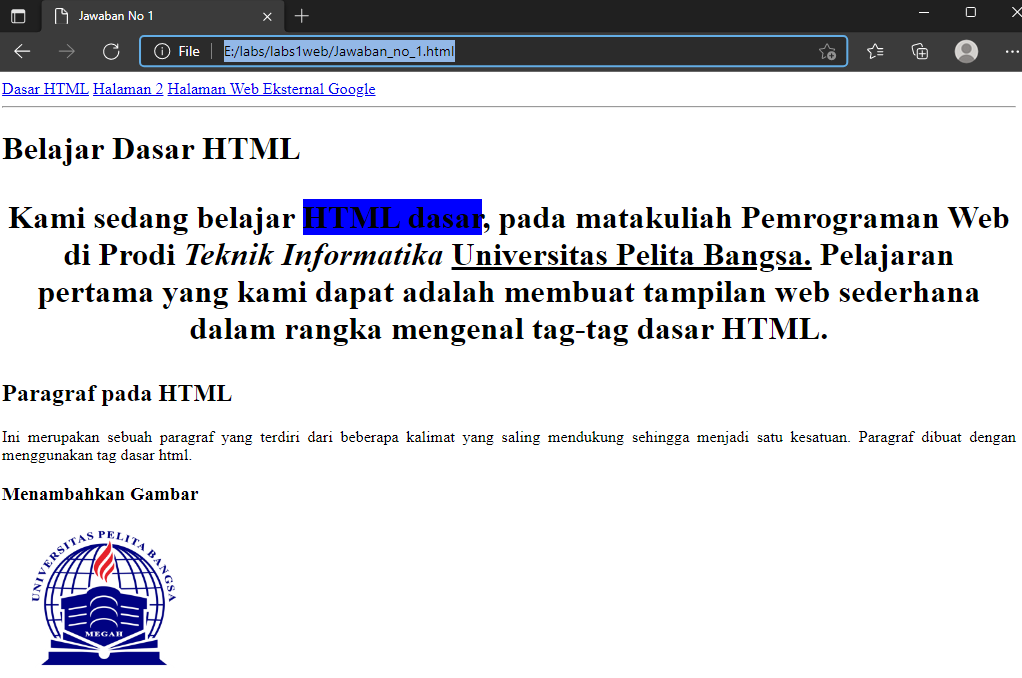 Jawaban No 1
File E:/labs/labs1web/Jawaban_no_1.html
Dasar HTML Halaman 2 Halaman Web Eksternal Google
Belajar Dasar HTML
Kami sedang belajar HTML dasar, pada matakuliah Pemrograman Web
di Prodi Teknik Informatika Universitas Pelita Bangsa. Pelajaran
pertama yang kami dapat adalah membuat tampilan web sederhana
dalam rangka mengenal tag-tag dasar HTML.
Paragraf pada HTML
Ini merupakan sebuah paragraf yang terdiri dari beberapa kalimat yang saling mendukung sehingga menjadi satu kesatuan. Paragraf dibuat dengan
menggunakan tag dasar html.
Menambahkan Gambar
UNIVERSITAS PELITA BANGSA
MEGAH